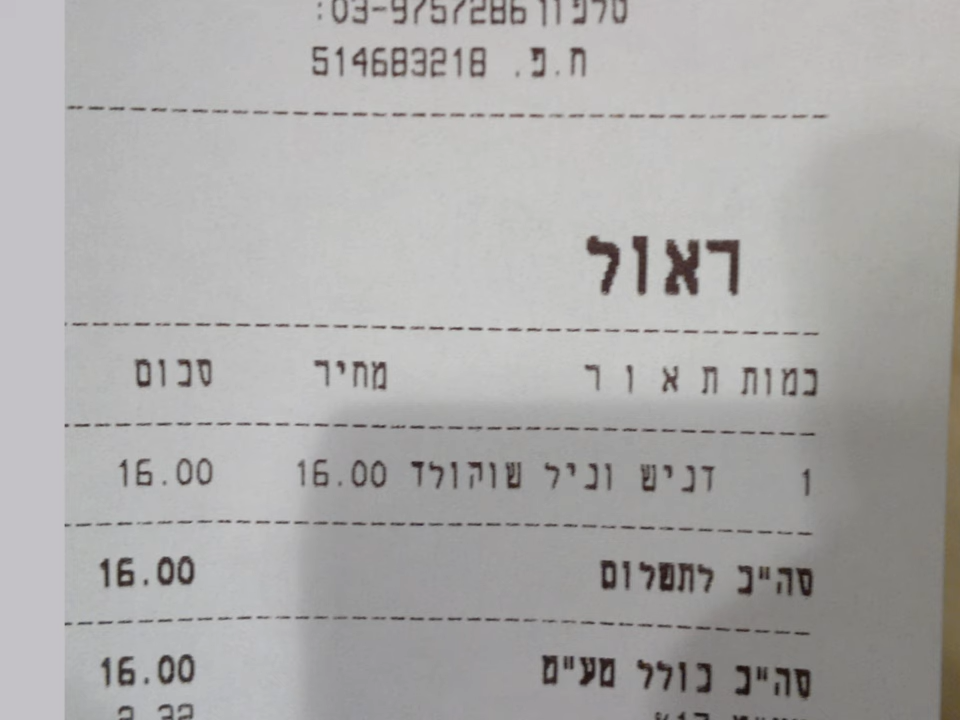 טלפון 03-9757286:
ח.פ. 514683218
ראול
כמות ת א ו ר מחיר סכום
1 דניש וניל שוהולד 16.00 16.00
סה"כ לתשלום 16.00
סה"כ כולל מע"מ 16.00